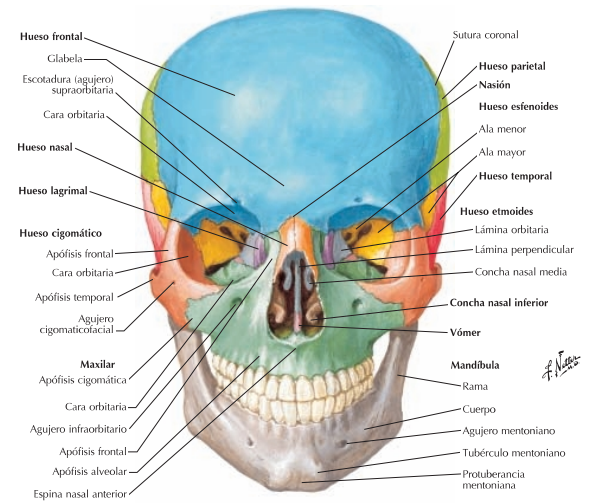 Hueso frontal
Glabela
Escotadura (agujero)
supraorbitaria
Cara orbitaria
Hueso nasal
Hueso lagrimal
Hueso cigomático
Apófisis frontal
Cara orbitaria
Apófisis temporal
Agujero
cigomaticofacial
Maxilar
Apófisis cigomática
Cara orbitaria
Agujero infraorbitario
Apófisis frontal
Apófisis alveolar
Espina nasal anterior
Sutura coronal
Hueso parietal
Nasión
Hueso esfenoides
Ala menor
Ala mayor
Hueso temporal
Hueso etmoides
Lámina orbitaria
Lámina perpendicular
Concha nasal media
Concha nasal inferior
Vómer
Mandíbula
Rama
Cuerpo
Agujero mentoniano
Tubérculo mentoniano
Protuberancia
mentoniana
F. Netter
M.D.